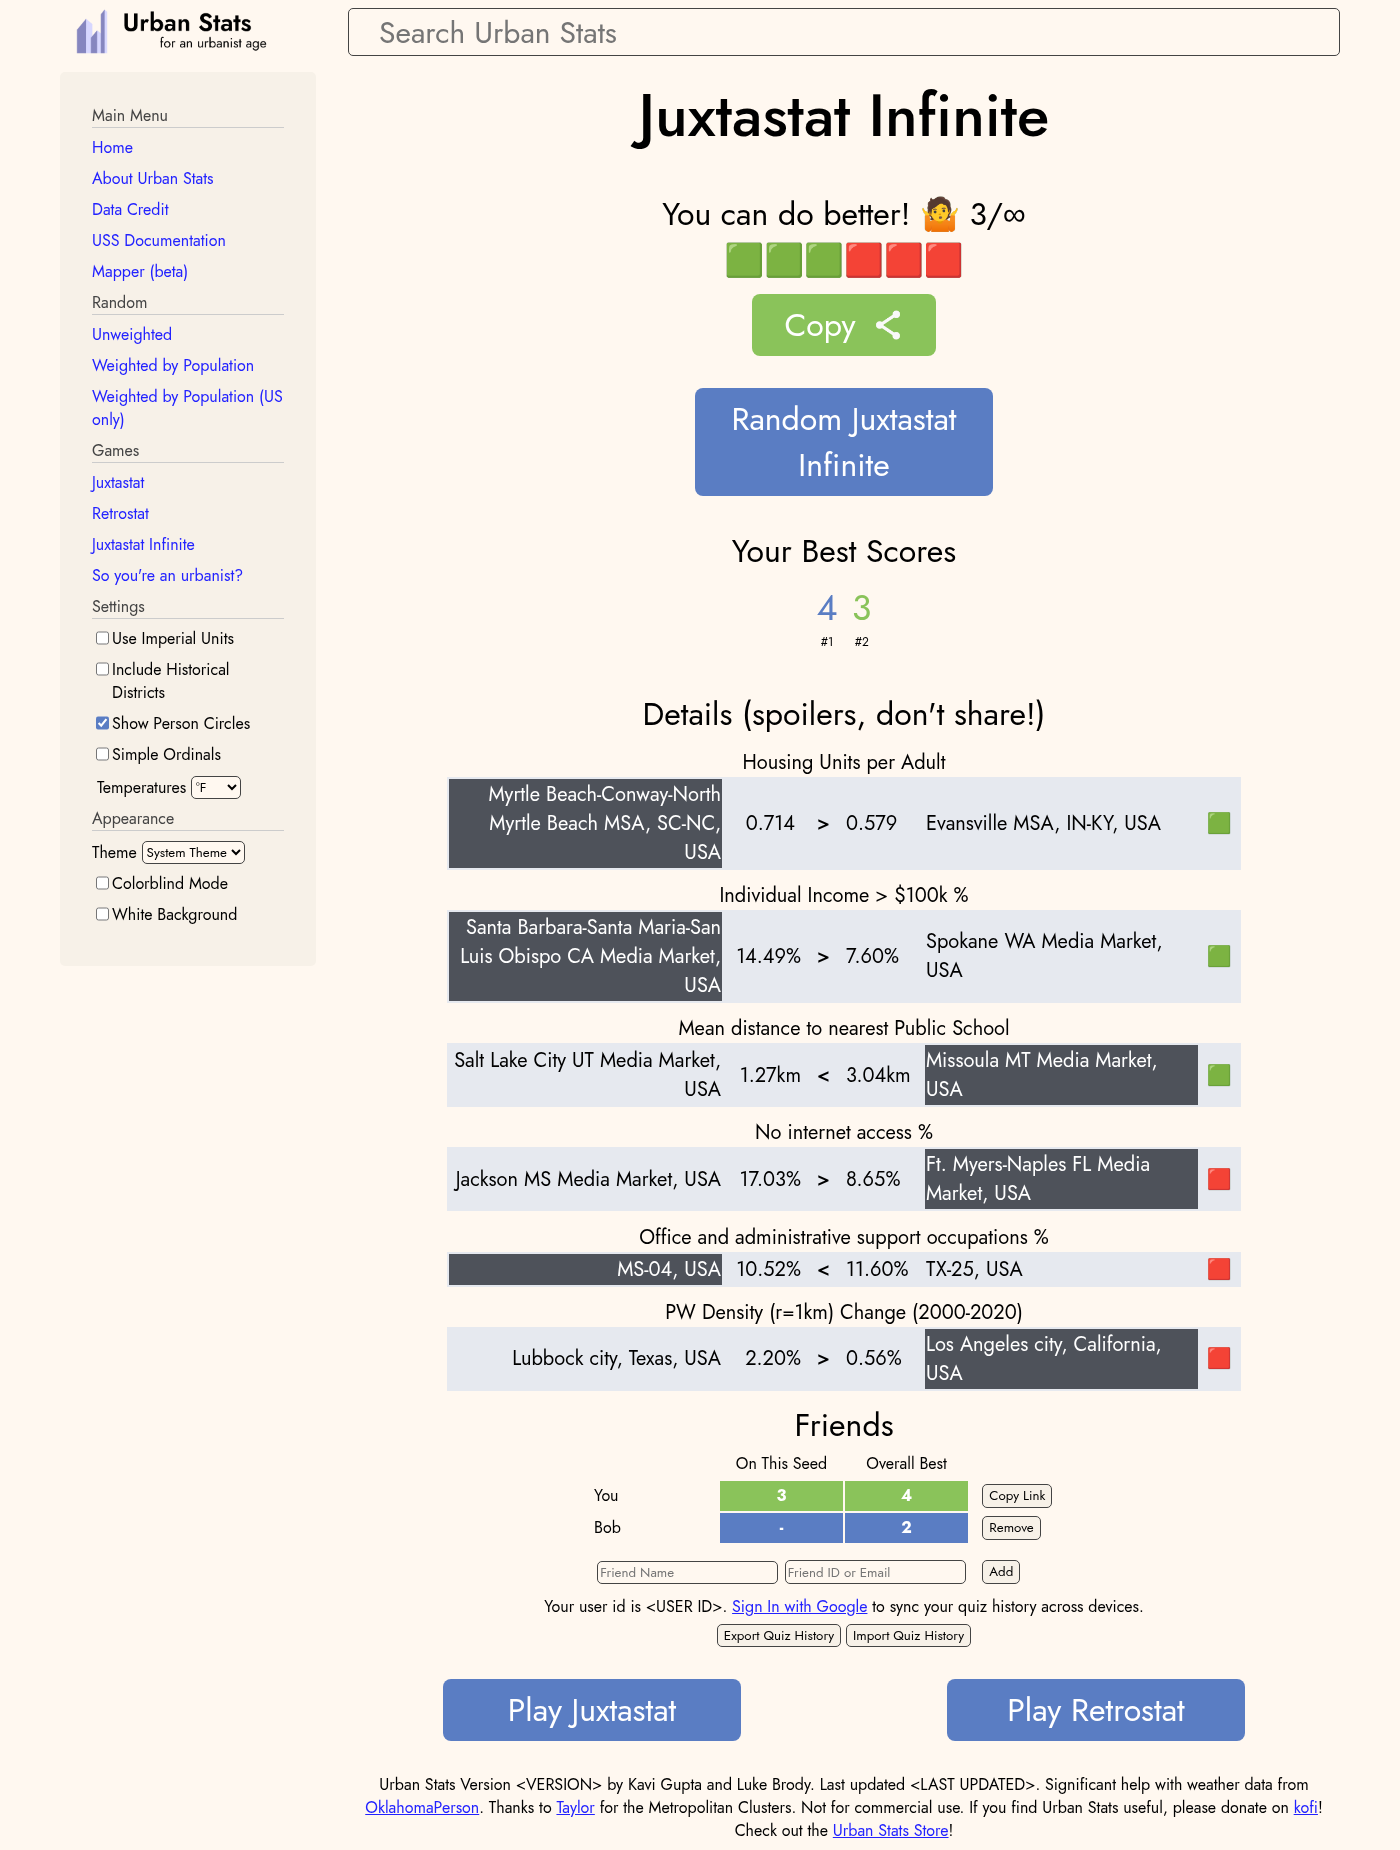 Urban Stats
for an urbanist age
Search Urban Stats
Main Menu
Home
About Urban Stats
Data Credit
USS Documentation
Mapper (beta)
Random
Unweighted
Weighted by Population
Weighted by Population (US
only)
Games
Juxtastat
Retrostat
Juxtastat Infinite
So you're an urbanist?
Settings
Use Imperial Units
Include Historical
Districts
Show Person Circles
Simple Ordinals
Temperatures °F
Appearance
Theme System Theme
Colorblind Mode
White Background
Juxtastat Infinite
You can do better! 🤷 3/∞
🟩🟩🟩🟥🟥🟥
Copy
Random Juxtastat
Infinite
Your Best Scores
4 3
#1 #2
Details (spoilers, don't share!)
Housing Units per Adult
Myrtle Beach-Conway-North
Myrtle Beach MSA, SC-NC,
USA
0.714 > 0.579 Evansville MSA, IN-KY, USA 🟩
Individual Income > $100k %
Santa Barbara-Santa Maria-San
Luis Obispo CA Media Market,
USA
14.49% > 7.60%
Spokane WA Media Market,
USA
🟩
Mean distance to nearest Public School
Salt Lake City UT Media Market,
USA
1.27km < 3.04km
Missoula MT Media Market,
USA
🟩
No internet access %
Jackson MS Media Market, USA 17.03% > 8.65%
Ft. Myers-Naples FL Media
Market, USA
🟥
Office and administrative support occupations %
MS-04, USA 10.52% < 11.60% TX-25, USA 🟥
PW Density (r=1km) Change (2000-2020)
Lubbock city, Texas, USA 2.20% > 0.56%
Los Angeles city, California,
USA
🟥
Friends
On This Seed Overall Best
You 3 4 Copy Link
Bob - 2 Remove
Friend Name Friend ID or Email Add
Your user id is <USER ID>. Sign In with Google to sync your quiz history across devices.
Export Quiz History Import Quiz History
Play Juxtastat Play Retrostat
Urban Stats Version <VERSION> by Kavi Gupta and Luke Brody. Last updated <LAST UPDATED>. Significant help with weather data from
OklahomaPerson. Thanks to Taylor for the Metropolitan Clusters. Not for commercial use. If you find Urban Stats useful, please donate on kofi!
Check out the Urban Stats Store!